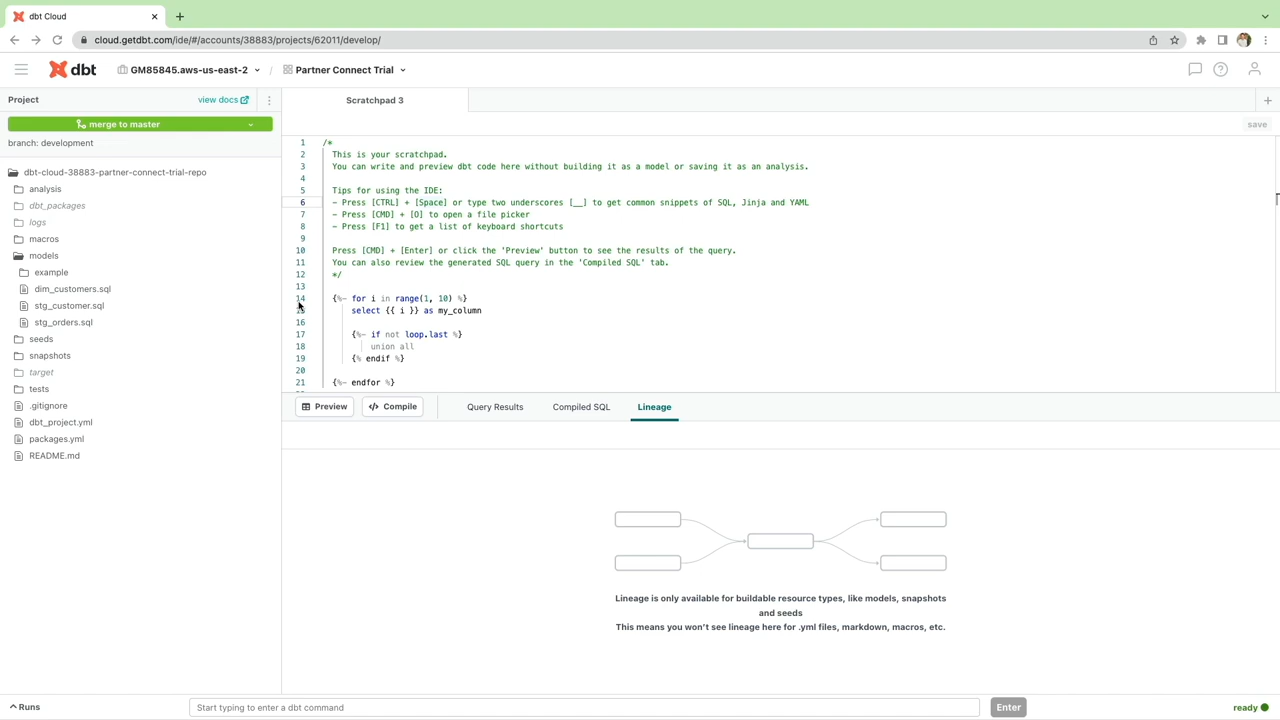 dbt Cloud
cloud.getdbt.com/ide/#/accounts/38883/projects/62011/develop/
dbt GM85845.aws-us-east-2 / Partner Connect Trial
Project view docs
merge to master
branch: development
dbt-cloud-38883-partner-connect-trial-repo
analysis
dbt_packages
logs
macros
models
example
dim_customers.sql
stg_customer.sql
stg_orders.sql
seeds
snapshots
target
tests
.gitignore
dbt_project.yml
packages.yml
README.md
Scratchpad 3
save
1 /*
2 This is your scratchpad.
3 You can write and preview dbt code here without building it as a model or saving it as an analysis.
4
5 Tips for using the IDE:
6 - Press [CTRL] + [Space] or type two underscores [__] to get common snippets of SQL, Jinja and YAML
7 - Press [CMD] + [O] to open a file picker
8 - Press [F1] to get a list of keyboard shortcuts
9
10 Press [CMD] + [Enter] or click the 'Preview' button to see the results of the query.
11 You can also review the generated SQL query in the 'Compiled SQL' tab.
12 */
13
14 {%- for i in range(1, 10) %}
15 select {{ i }} as my_column
16
17 {%- if not loop.last %}
18 union all
19 {% endif %}
20
21 {%- endfor %}
Preview Compile Query Results Compiled SQL Lineage
Lineage is only available for buildable resource types, like models, snapshots
and seeds
This means you won't see lineage here for .yml files, markdown, macros, etc.
Runs Start typing to enter a dbt command Enter ready